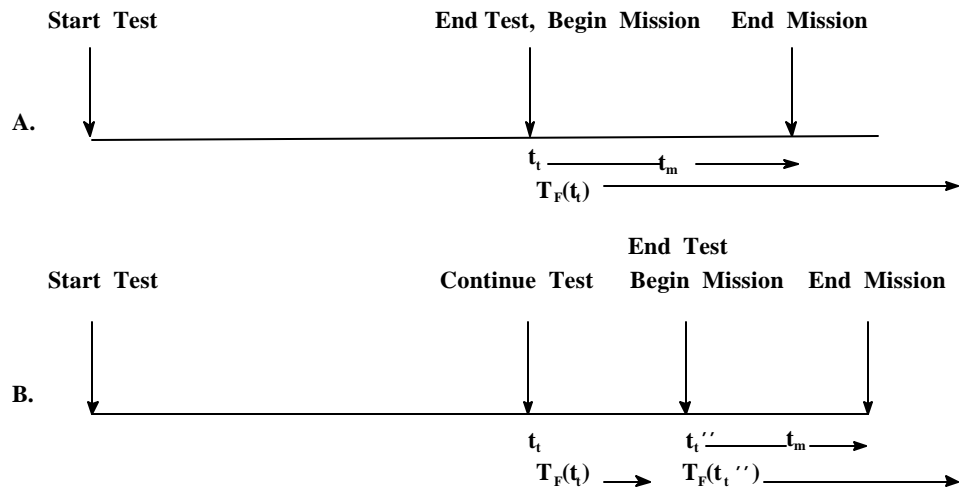 Start Test End Test, Begin Mission End Mission
A.
t_t t_m
T_F(t_t)
End Test
Start Test Continue Test Begin Mission End Mission
B.
t_t t_t′′ t_m
T_F(t_t) T_F(t_t′′)